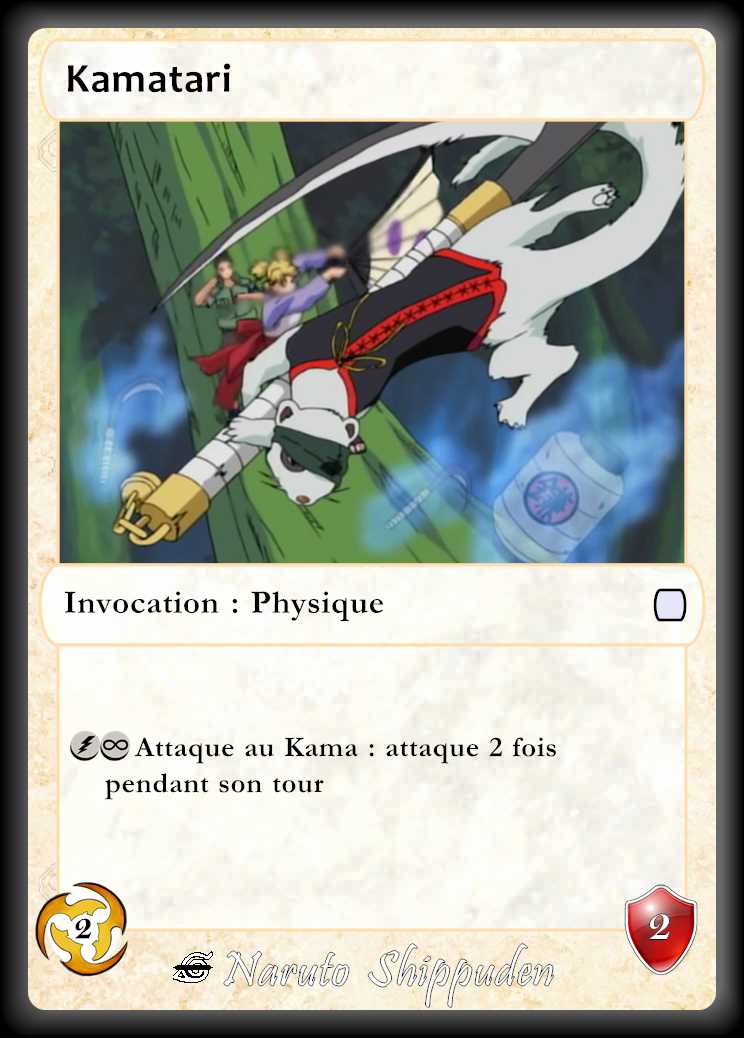 Kamatari
Invocation : Physique
Attaque au Kama : attaque 2 fois
pendant son tour
2
2
Naruto Shippuden